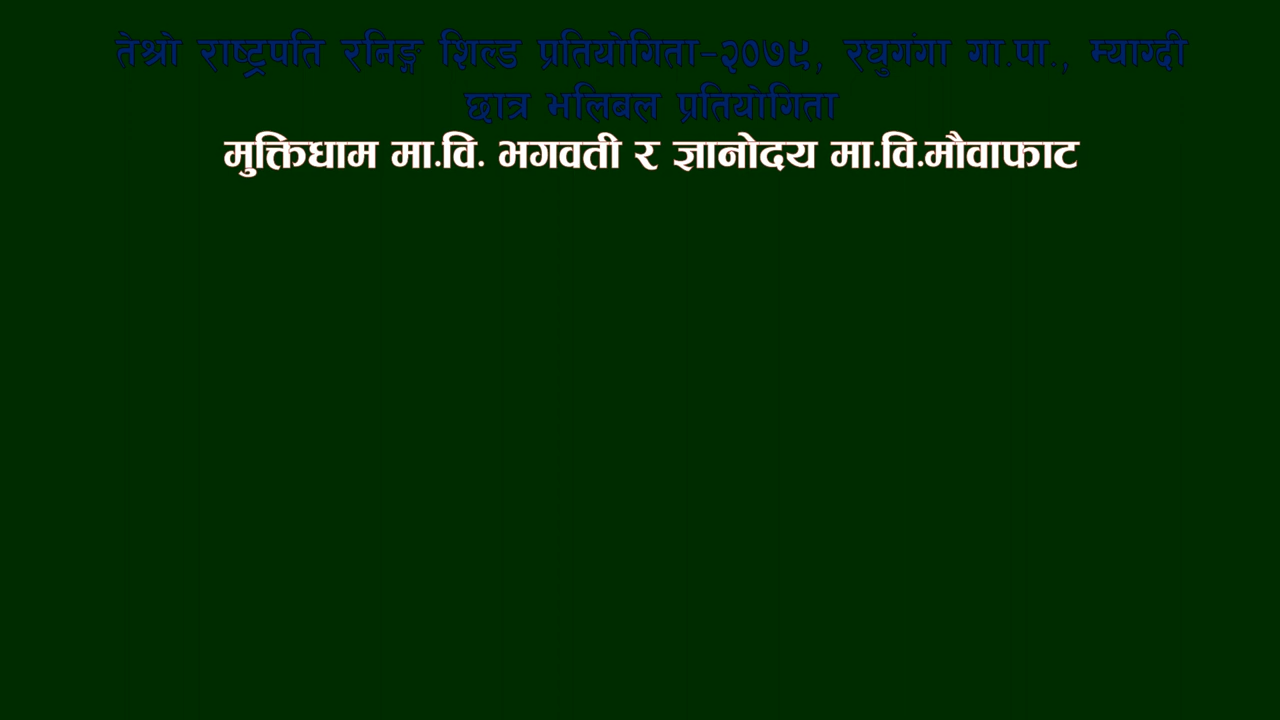 तेश्रो राष्ट्रपति रनिङ्ग शिल्ड प्रतियोगिता-२०७९, रघुगंगा गा.पा., म्याग्दी
छात्र भलिबल प्रतियोगिता
मुक्तिधाम मा.वि. भगवती र ज्ञानोदय मा.वि.मौवाफाट